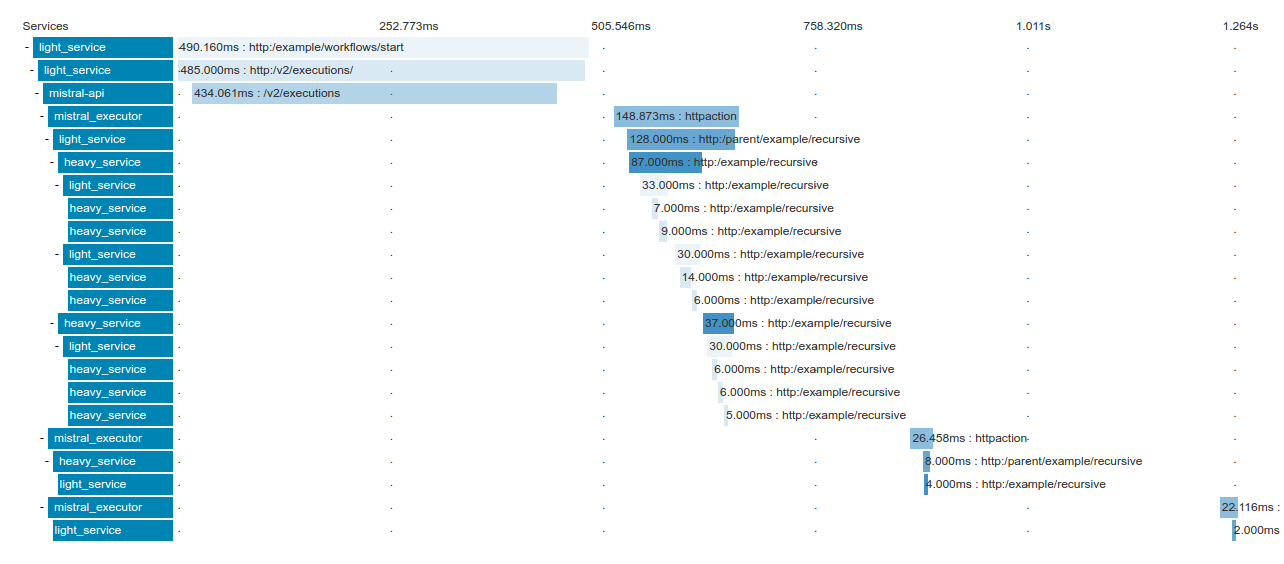 Services 252.773ms 505.546ms 758.320ms 1.011s 1.264s
- light_service 490.160ms : http:/example/workflows/start
- light_service 485.000ms : http:/v2/executions/
- mistral-api 434.061ms : /v2/executions
- mistral_executor 148.873ms : httpaction
- light_service 128.000ms : http:/parent/example/recursive
- heavy_service 87.000ms : http:/example/recursive
- light_service 33.000ms : http:/example/recursive
heavy_service 7.000ms : http:/example/recursive
heavy_service 9.000ms : http:/example/recursive
- light_service 30.000ms : http:/example/recursive
heavy_service 14.000ms : http:/example/recursive
heavy_service 6.000ms : http:/example/recursive
- heavy_service 37.000ms : http:/example/recursive
- light_service 30.000ms : http:/example/recursive
heavy_service 6.000ms : http:/example/recursive
heavy_service 6.000ms : http:/example/recursive
heavy_service 5.000ms : http:/example/recursive
- mistral_executor 26.458ms : httpaction
- heavy_service 8.000ms : http:/parent/example/recursive
light_service 4.000ms : http:/example/recursive
- mistral_executor 22.116ms :
light_service 2.000ms